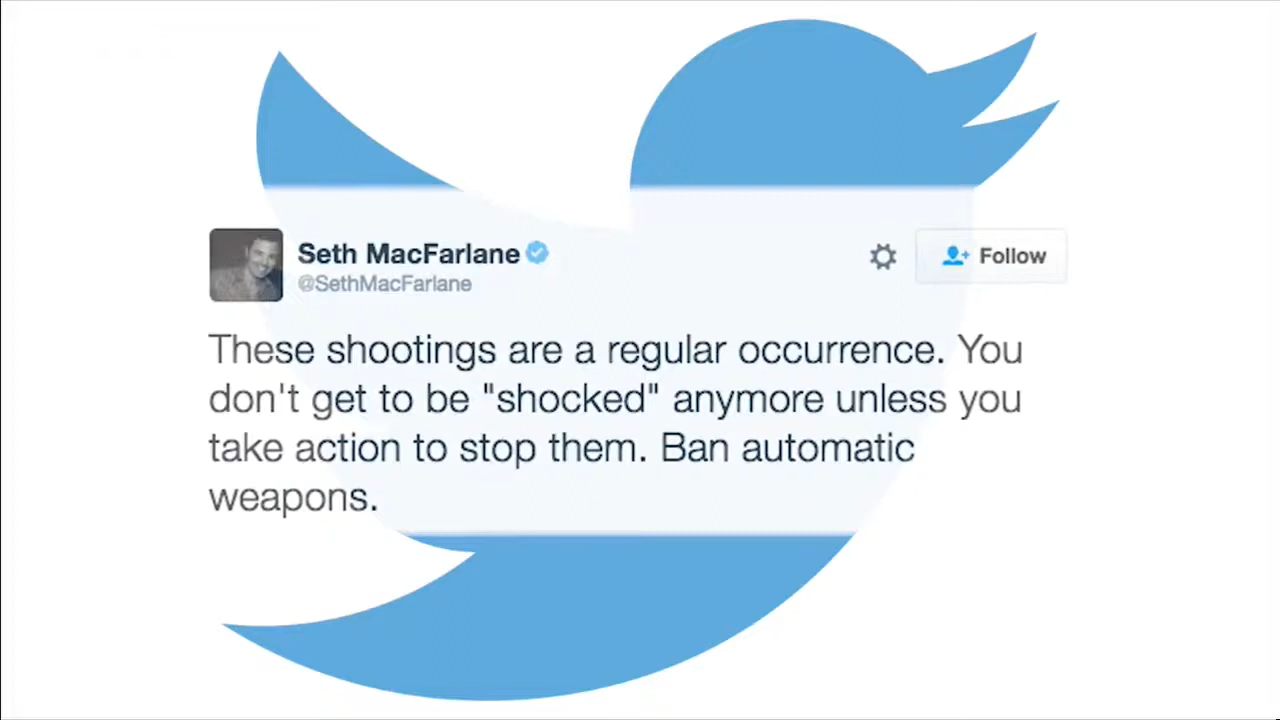 Seth MacFarlane
@SethMacFarlane
Follow
These shootings are a regular occurrence. You
don't get to be "shocked" anymore unless you
take action to stop them. Ban automatic
weapons.